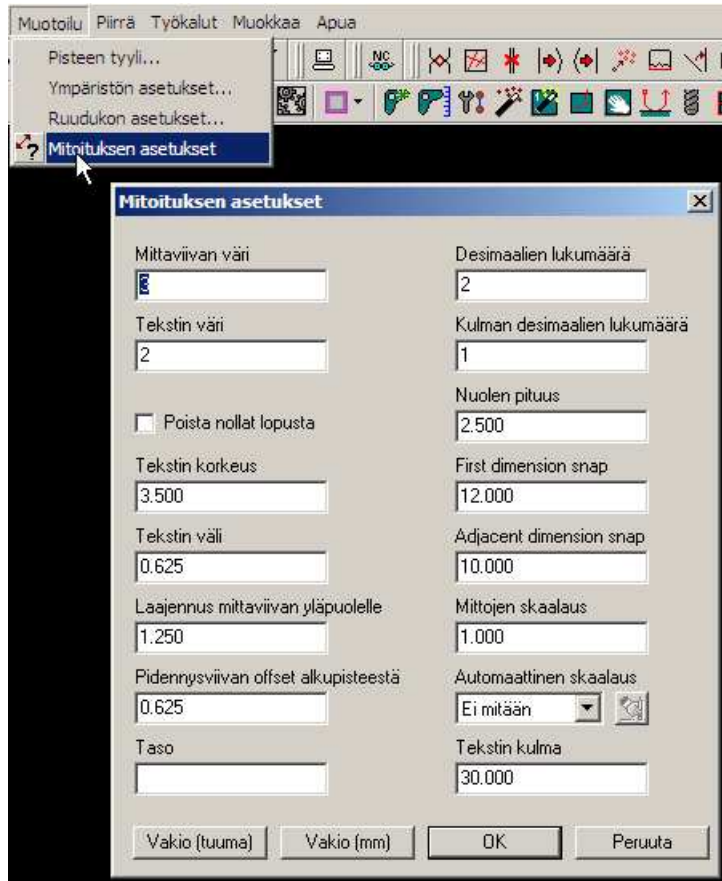 Muotoilu Piirrä Työkalut Muokkaa Apua
Pisteen tyyli...
Ympäristön asetukset...
Ruudukon asetukset...
Mitoituksen asetukset
NC
Mitoituksen asetukset
Mittaviivan väri
3
Desimaalien lukumäärä
2
Tekstin väri
2
Kulman desimaalien lukumäärä
1
Poista nollat lopusta
Nuolen pituus
2.500
Tekstin korkeus
3.500
First dimension snap
12.000
Tekstin väli
0.625
Adjacent dimension snap
10.000
Laajennus mittaviivan yläpuolelle
1.250
Mittojen skaalaus
1.000
Pidennysviivan offset alkupisteestä
0.625
Automaattinen skaalaus
Ei mitään
Taso
Tekstin kulma
30.000
Vakio (tuuma) Vakio (mm) OK Peruuta